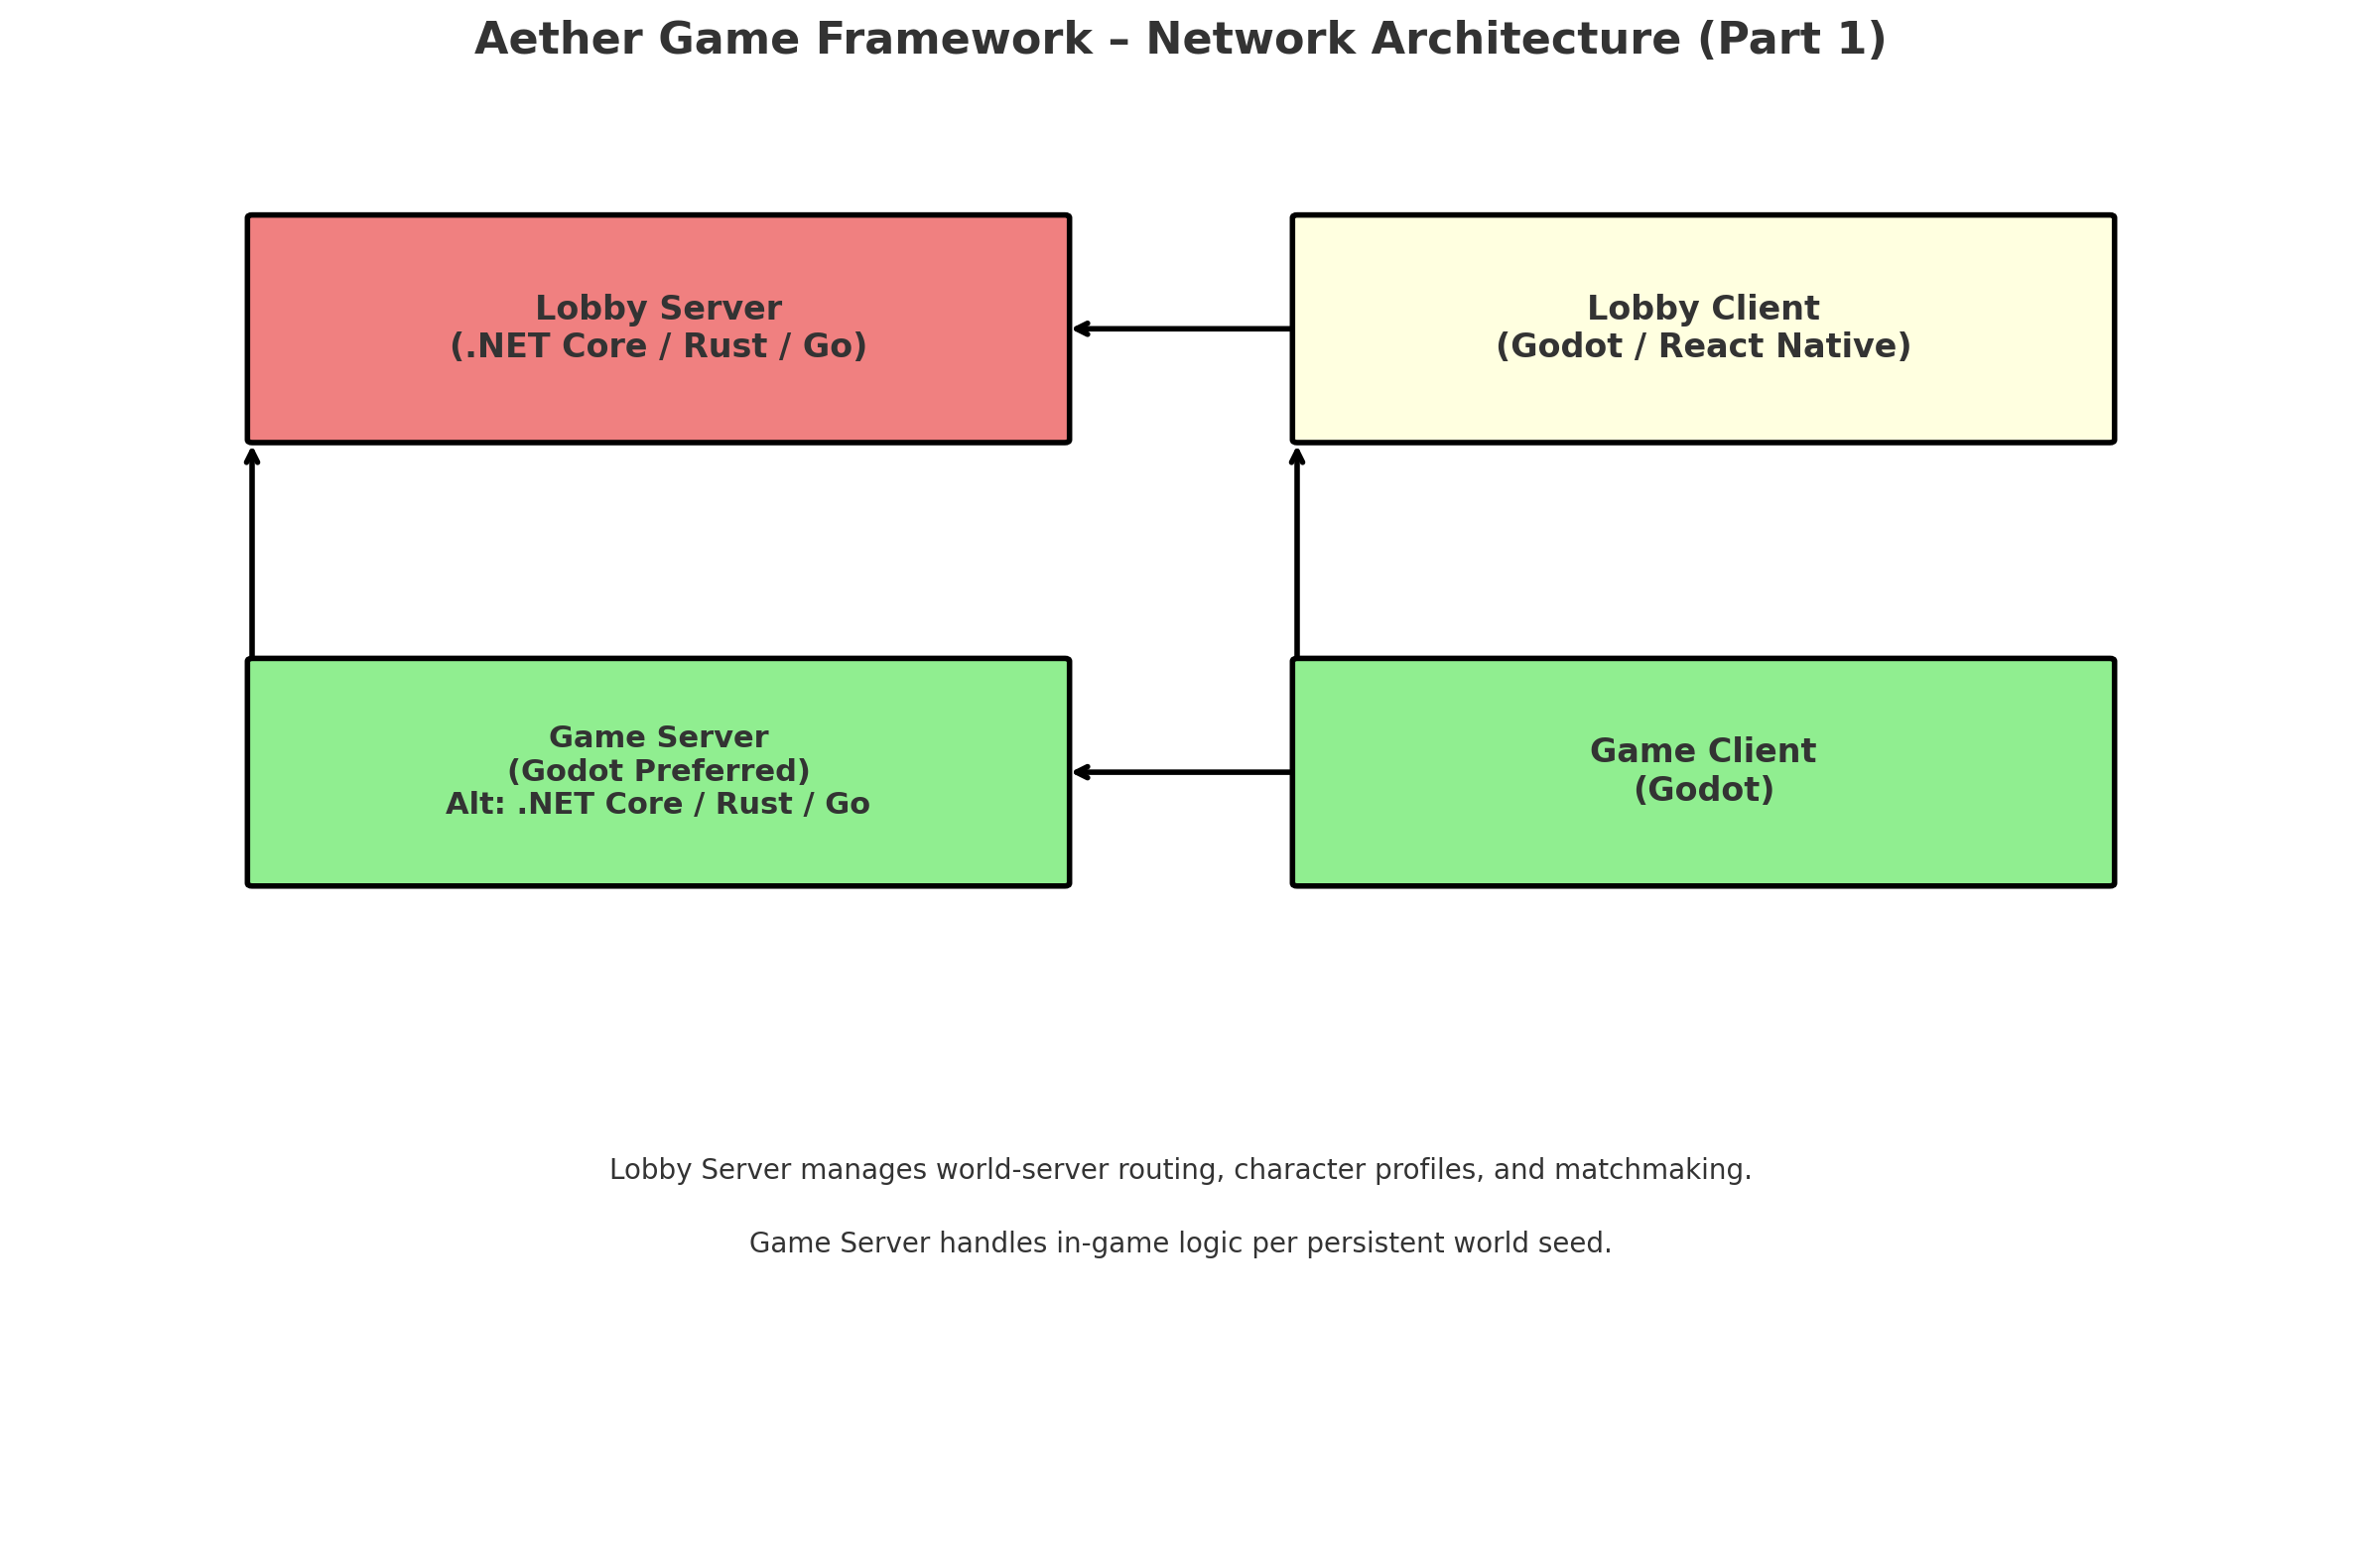 Aether Game Framework – Network Architecture (Part 1)
Lobby Server
(.NET Core / Rust / Go)
Lobby Client
(Godot / React Native)
Game Server
(Godot Preferred)
Alt: .NET Core / Rust / Go
Game Client
(Godot)
Lobby Server manages world-server routing, character profiles, and matchmaking.
Game Server handles in-game logic per persistent world seed.